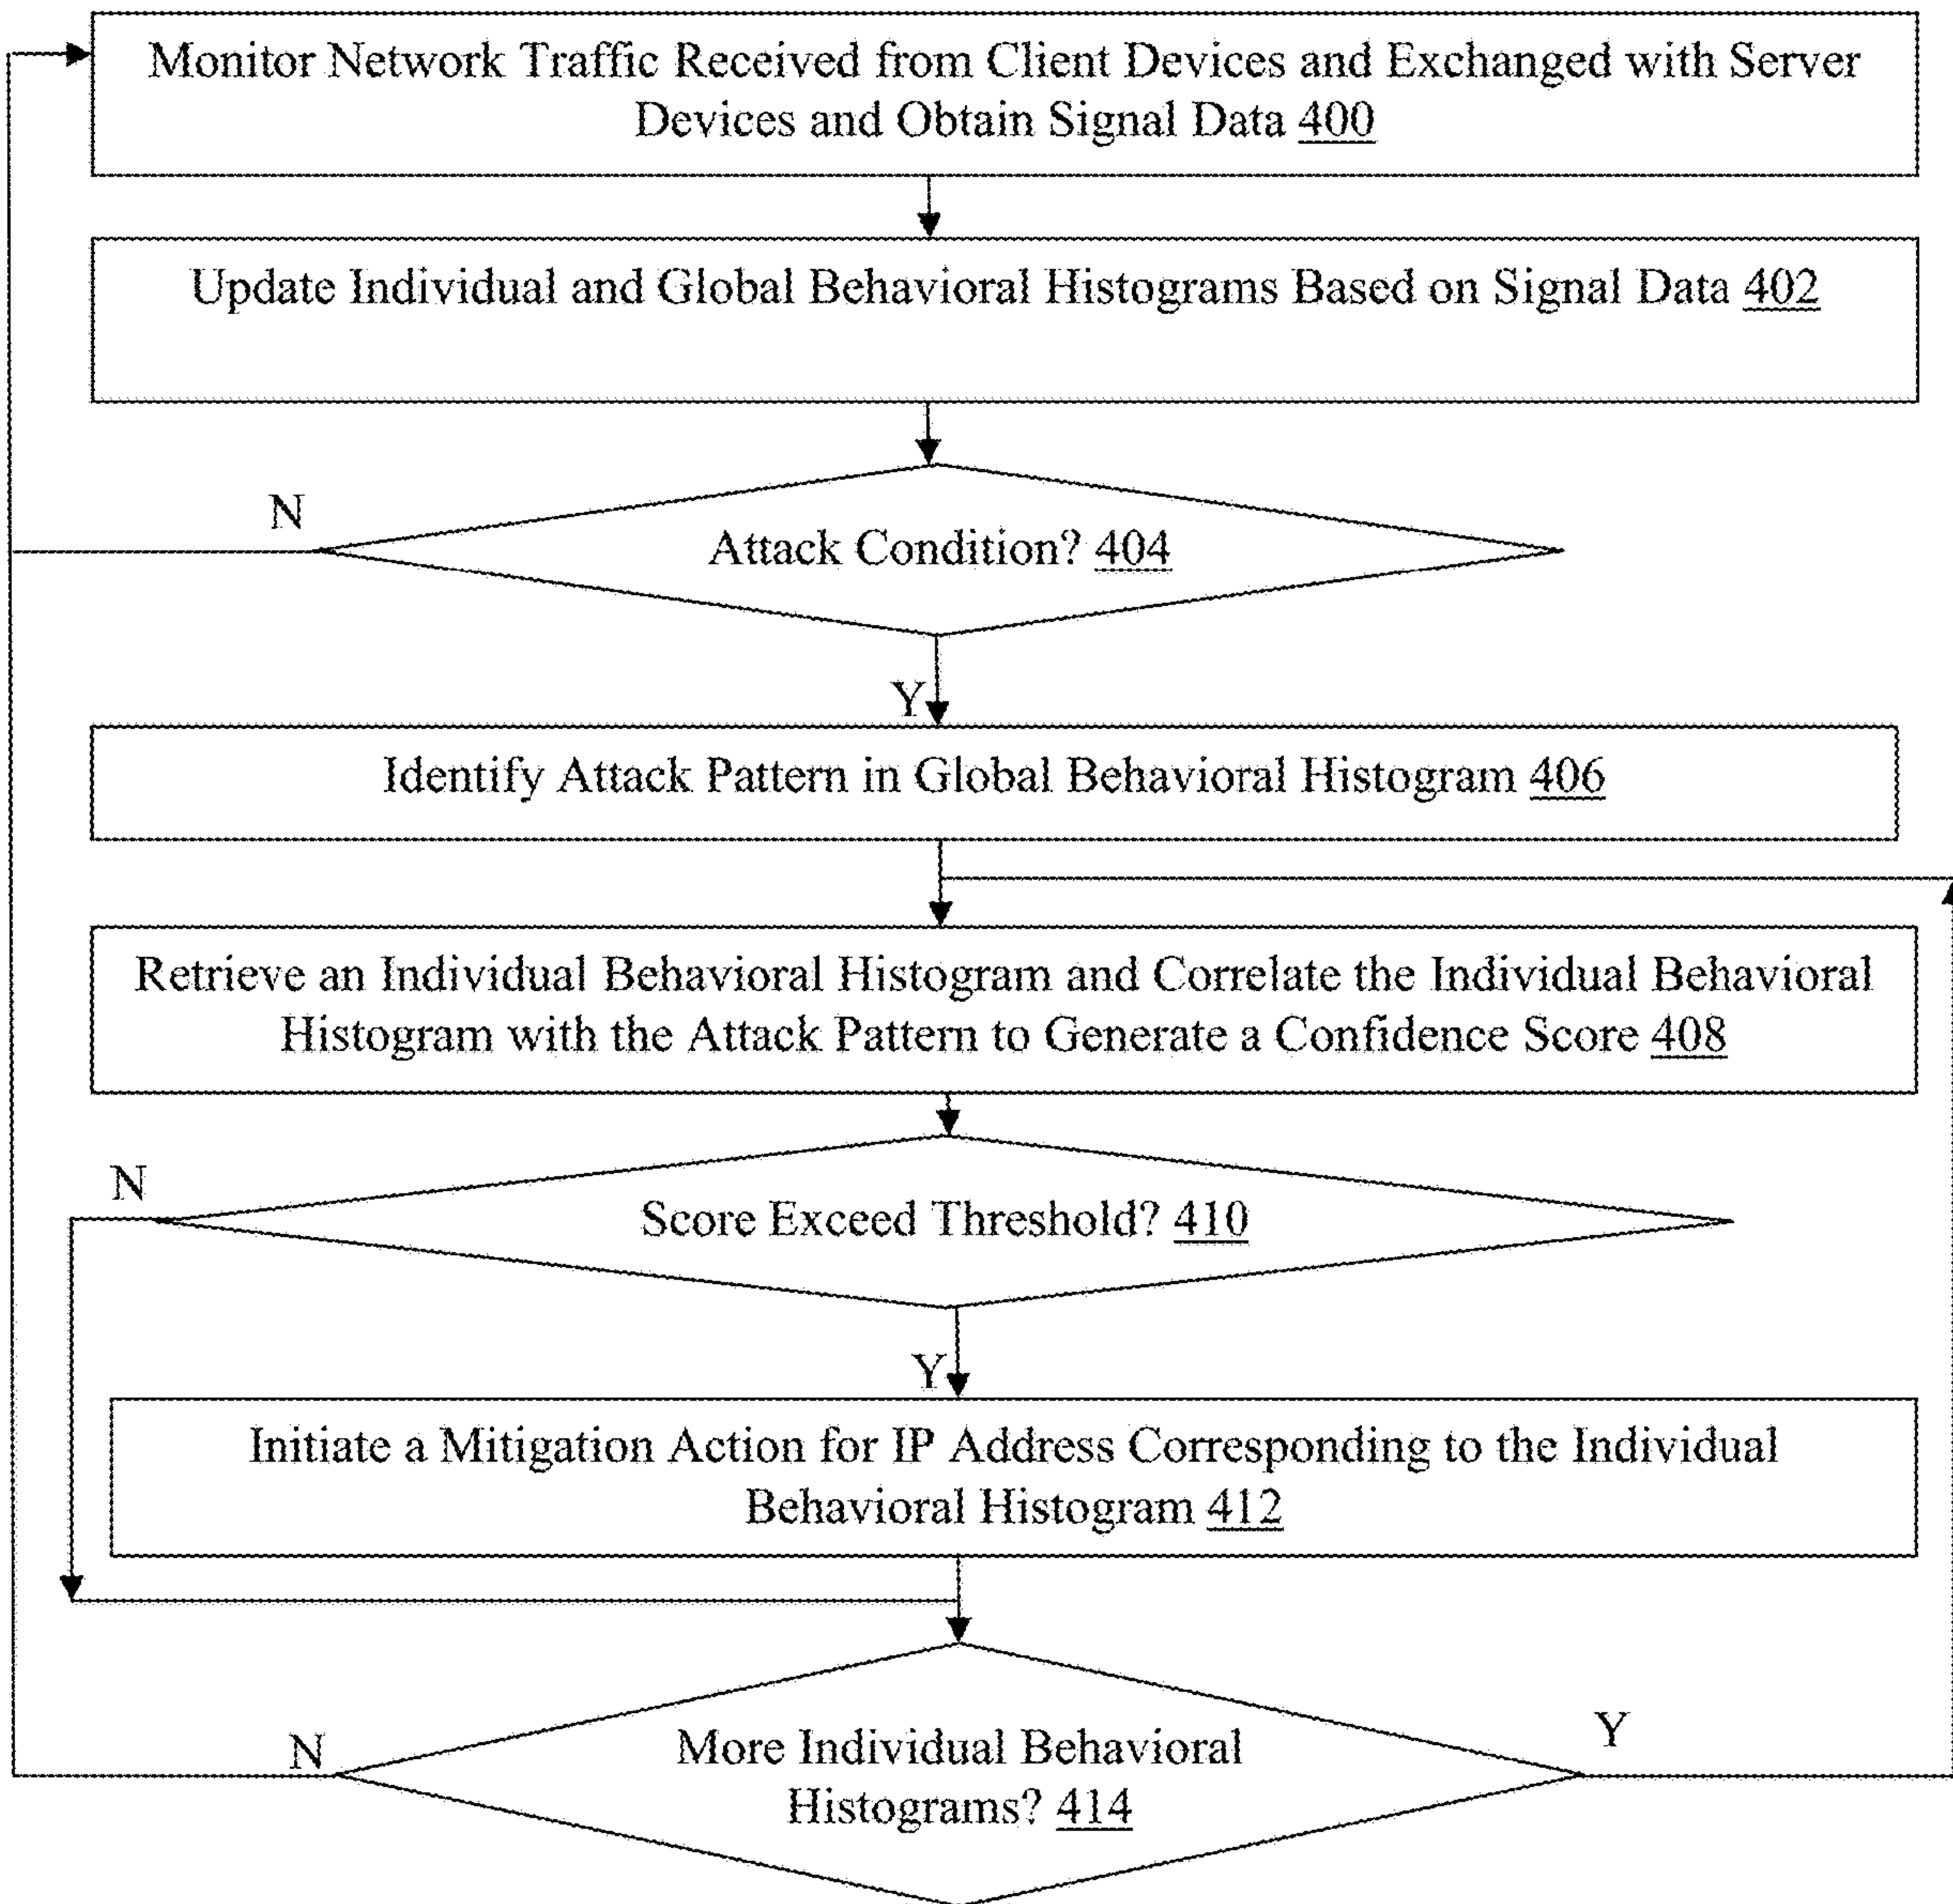 Monitor Network Traffic Received from Client Devices and Exchanged with Server
Devices and Obtain Signal Data 400
Update Individual and Global Behavioral Histograms Based on Signal Data 402
N
Attack Condition? 404
Y
Identify Attack Pattern in Global Behavioral Histogram 406
Retrieve an Individual Behavioral Histogram and Correlate the Individual Behavioral
Histogram with the Attack Pattern to Generate a Confidence Score 408
N
Score Exceed Threshold? 410
Y
Initiate a Mitigation Action for IP Address Corresponding to the Individual
Behavioral Histogram 412
N
More Individual Behavioral
Histograms? 414
Y